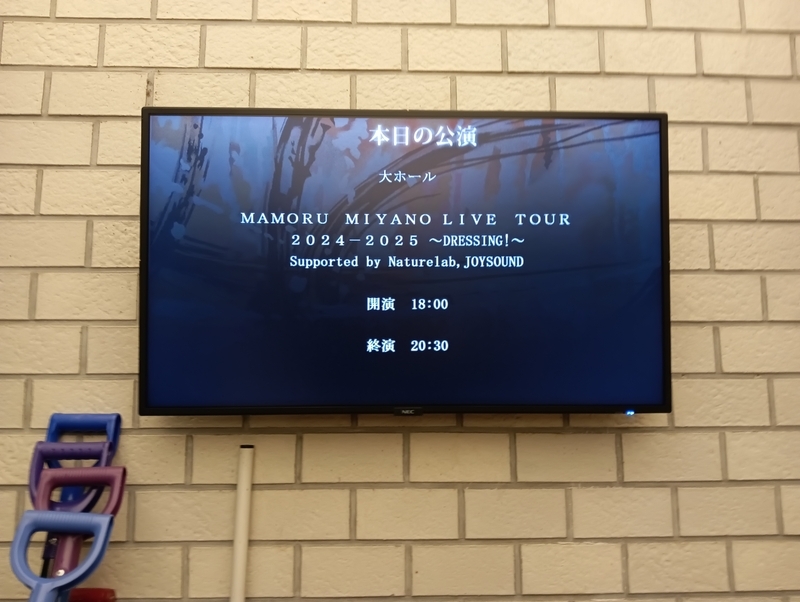 本日の公演
大ホール
ＭＡＭＯＲＵ　ＭＩＹＡＮＯ ＬＩＶＥ　ＴＯＵＲ
２０２４－２０２５ ～DRESSING!～
Supported by Naturelab,JOYSOUND
開演　18:00
終演　20:30
NEC